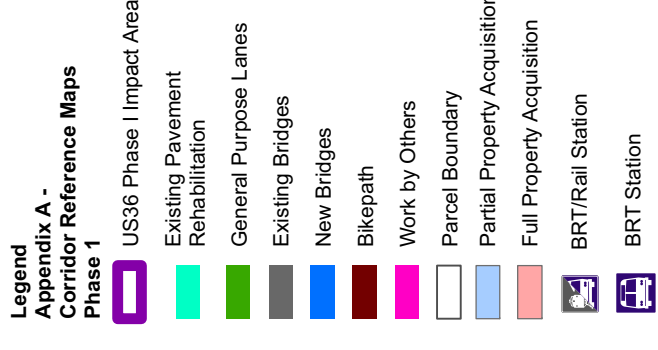 Legend
Appendix A -
Corridor Reference Maps
Phase 1
US36 Phase I Impact Area
Existing Pavement
Rehabilitation
General Purpose Lanes
Existing Bridges
New Bridges
Bikepath
Work by Others
Parcel Boundary
Partial Property Acquisition
Full Property Acquisition
BRT/Rail Station
BRT Station